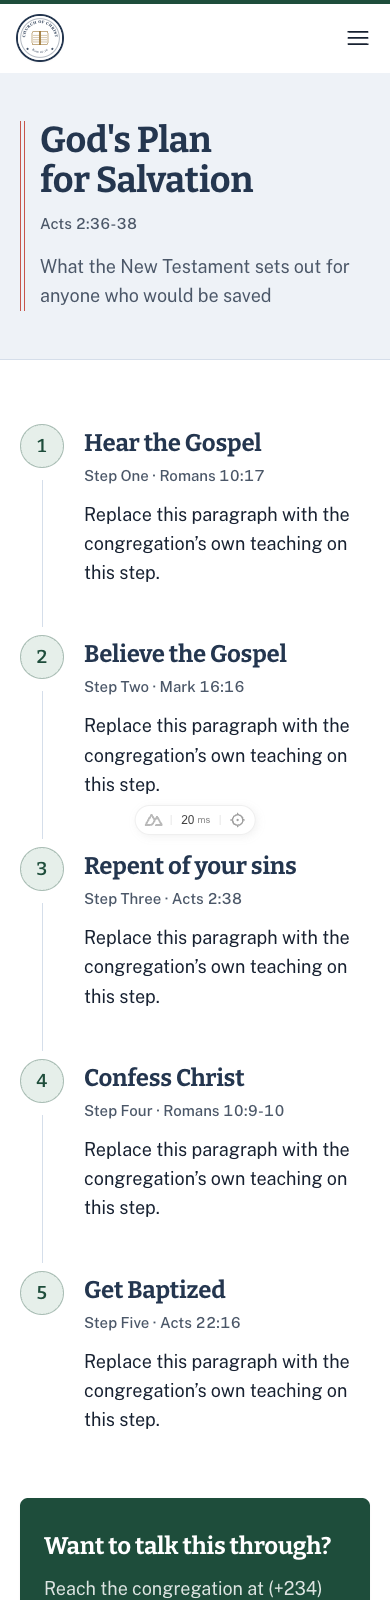 CHURCH OF CHRIST
God's Plan
for Salvation
Acts 2:36-38
What the New Testament sets out for
anyone who would be saved
1
Hear the Gospel
Step One · Romans 10:17
Replace this paragraph with the
congregation’s own teaching on
this step.
2
Believe the Gospel
Step Two · Mark 16:16
Replace this paragraph with the
congregation’s own teaching on
this step.
20 ms
3
Repent of your sins
Step Three · Acts 2:38
Replace this paragraph with the
congregation’s own teaching on
this step.
4
Confess Christ
Step Four · Romans 10:9-10
Replace this paragraph with the
congregation’s own teaching on
this step.
5
Get Baptized
Step Five · Acts 22:16
Replace this paragraph with the
congregation’s own teaching on
this step.
Want to talk this through?
Reach the congregation at (+234)